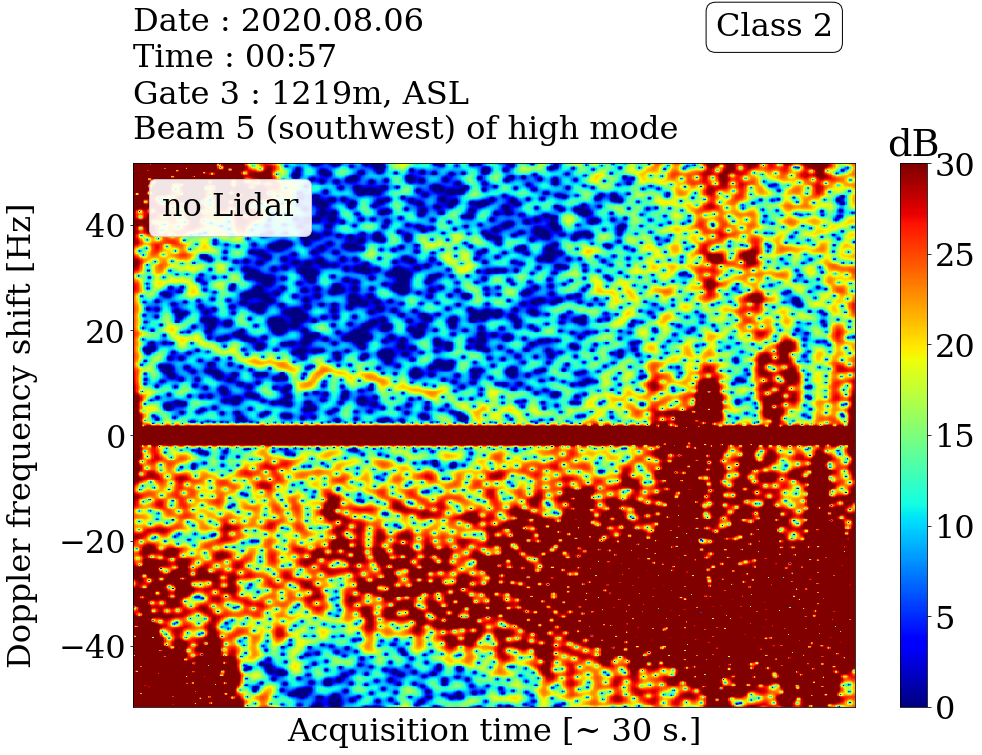 Date : 2020.08.06
Time : 00:57
Gate 3 : 1219m, ASL
Beam 5 (southwest) of high mode
Class 2
dB
no Lidar
Doppler frequency shift [Hz]
40
20
0
−20
−40
30
25
20
15
10
5
0
Acquisition time [~ 30 s.]